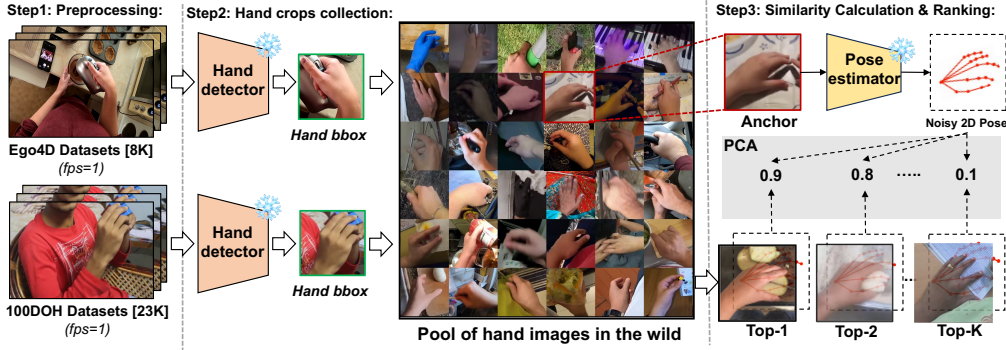 Step1: Preprocessing:
Ego4D Datasets [8K]
(fps=1)
100DOH Datasets [23K]
(fps=1)
Step2: Hand crops collection:
Hand
detector
Hand bbox
Hand
detector
Hand bbox
Pool of hand images in the wild
Step3: Similarity Calculation & Ranking:
Anchor
Pose
estimator
Noisy 2D Pose
PCA
0.9
0.8
.....
0.1
...
Top-1
Top-2
Top-K